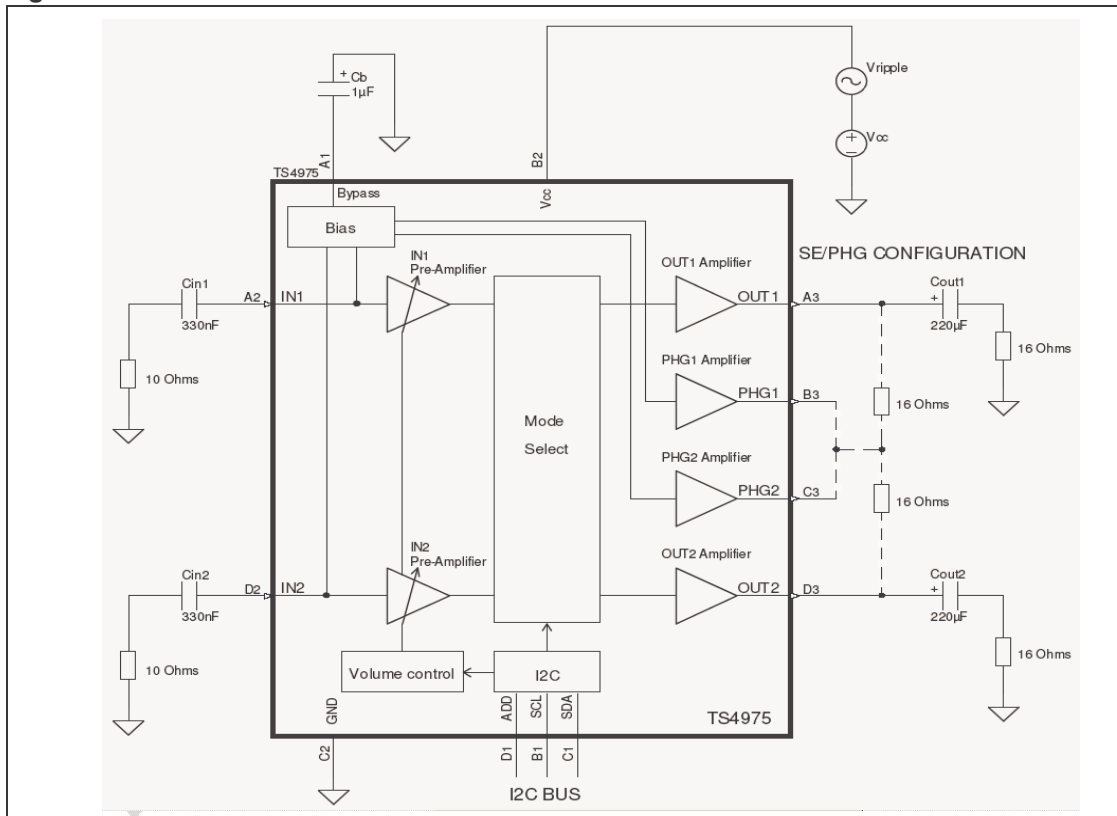 + Cb
1µF
Vripple
+
−
Vcc
A1
B2
TS4975
Bypass
Vcc
Bias
SE/PHG CONFIGURATION
IN1
Pre-Amplifier
OUT1 Amplifier
Cin1
A2
IN1
330nF
OUT1
A3
Cout1
+
220µF
10 Ohms
16 Ohms
PHG1 Amplifier
PHG1
B3
16 Ohms
Mode
Select
PHG2 Amplifier
PHG2
C3
16 Ohms
IN2
Pre-Amplifier
OUT2 Amplifier
Cin2
D2
IN2
330nF
OUT2
D3
Cout2
+
220µF
10 Ohms
16 Ohms
Volume control
I2C
GND
ADD
SCL
SDA
TS4975
C2
D1
B1
C1
I2C BUS